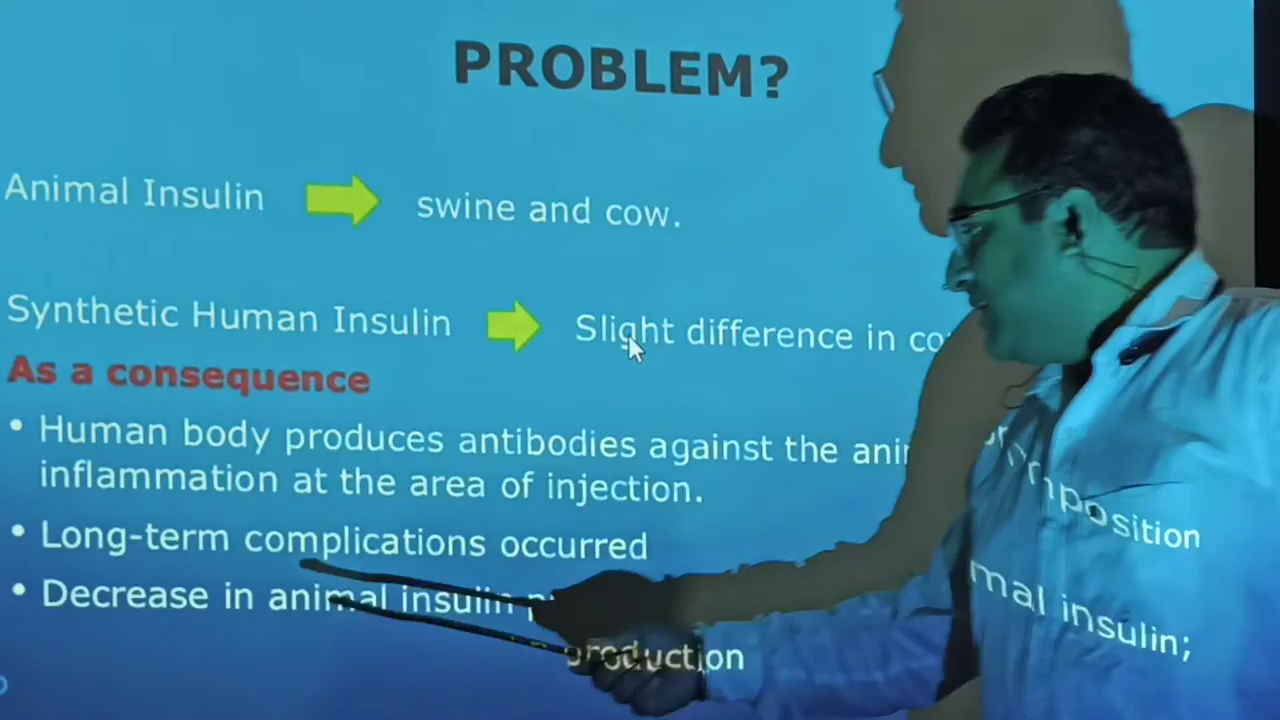 PROBLEM?
Animal Insulin swine and cow.
Synthetic Human Insulin Slight difference in composition
As a consequence
• Human body produces antibodies against the animal insulin;
inflammation at the area of injection.
• Long-term complications occurred
• Decrease in animal insulin production